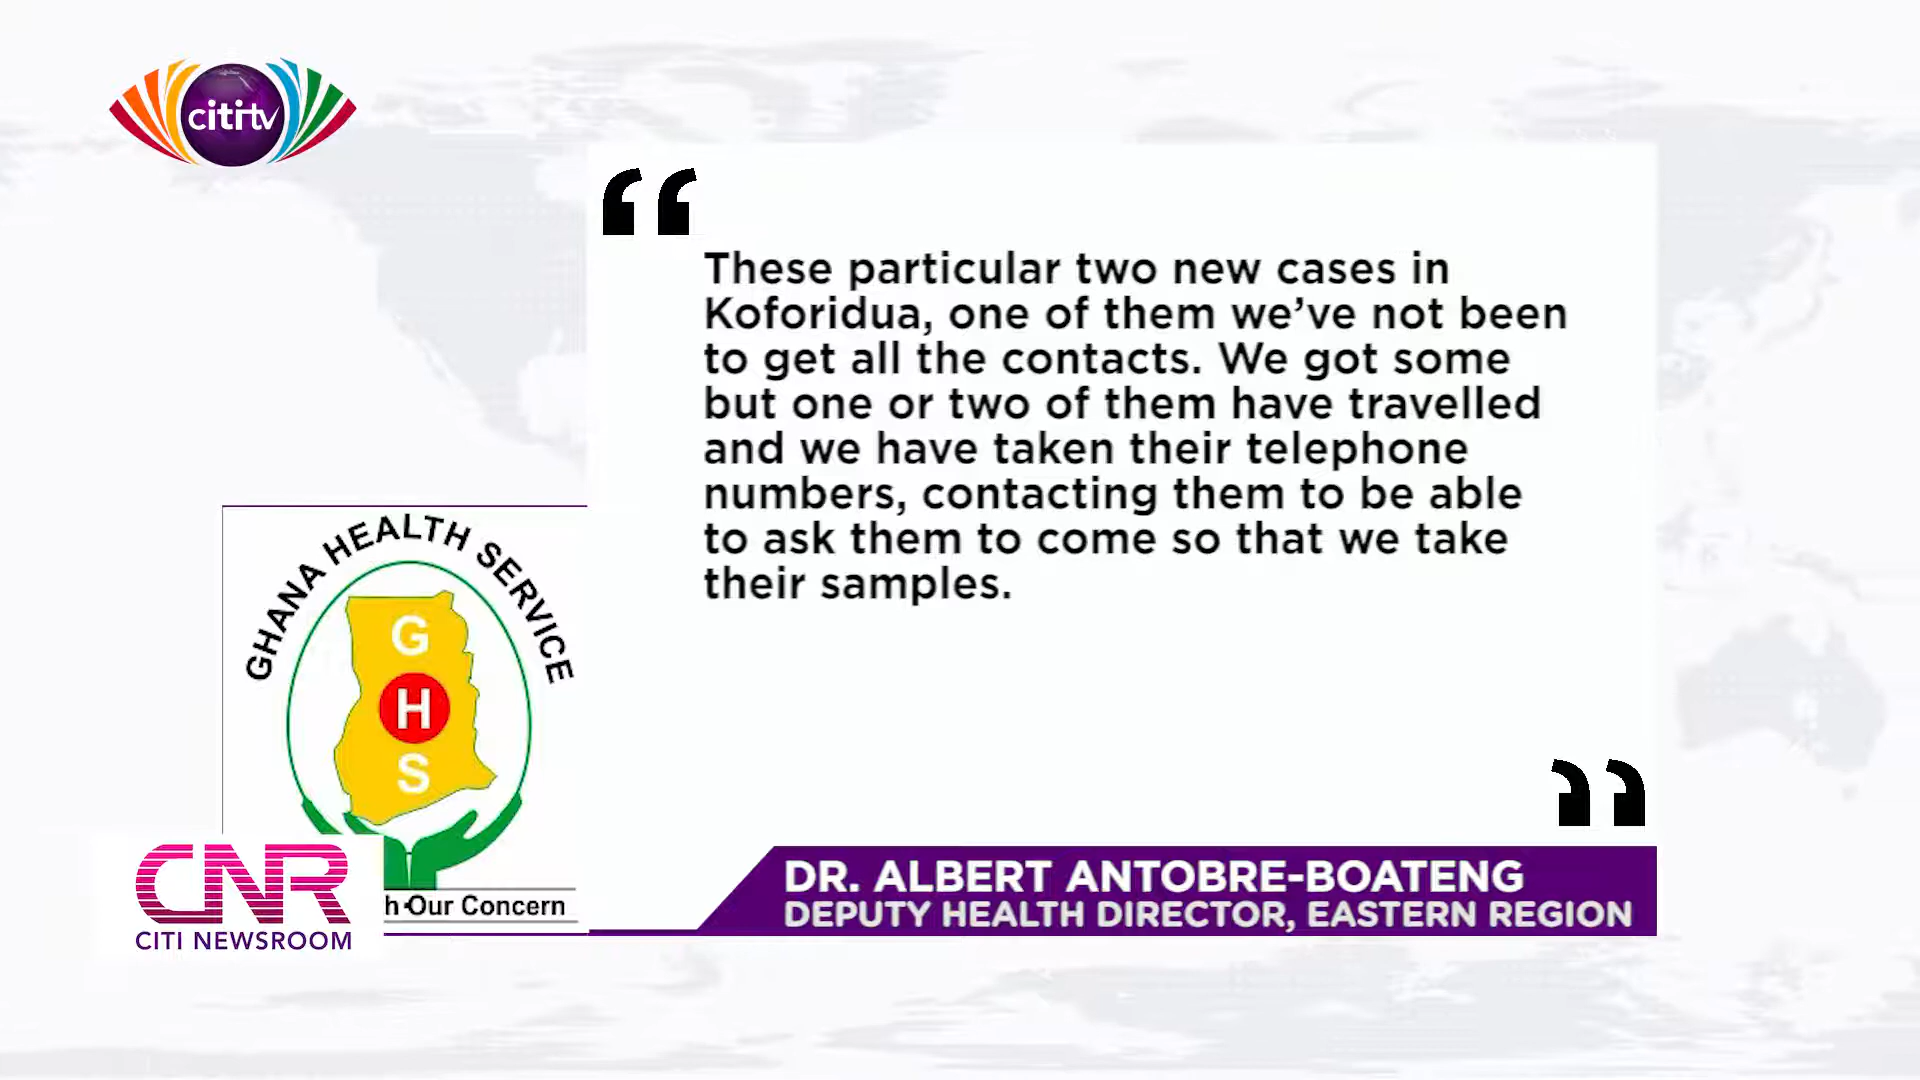 citi tv
“
These particular two new cases in
Koforidua, one of them we’ve not been
to get all the contacts. We got some
but one or two of them have travelled
and we have taken their telephone
numbers, contacting them to be able
to ask them to come so that we take
their samples.
”
GHANA HEALTH SERVICE
G
H
S
h Our Concern
CNR
CITI NEWSROOM
DR. ALBERT ANTOBRE-BOATENG
DEPUTY HEALTH DIRECTOR, EASTERN REGION